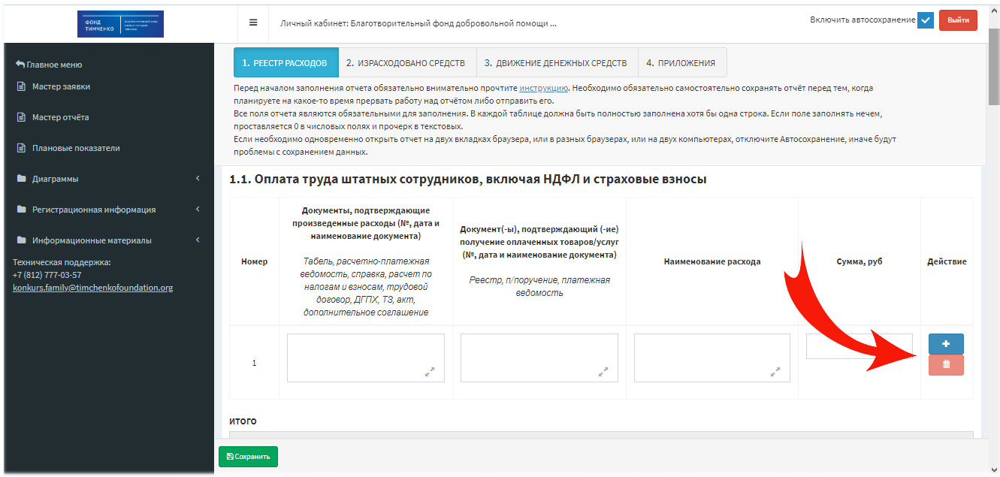 ФОНД
ТИМЧЕНКО
Личный кабинет: Благотворительный фонд добровольной помощи ...
Включить автосохранение
Выйти
Главное меню
Мастер заявки
Мастер отчёта
Плановые показатели
Диаграммы
Регистрационная информация
Информационные материалы
Техническая поддержка:
+7 (812) 777-03-57
konkurs.family@timchenkofoundation.org
1. РЕЕСТР РАСХОДОВ
2. ИЗРАСХОДОВАНО СРЕДСТВ
3. ДВИЖЕНИЕ ДЕНЕЖНЫХ СРЕДСТВ
4. ПРИЛОЖЕНИЯ
Перед началом заполнения отчета обязательно внимательно прочтите инструкцию. Необходимо обязательно самостоятельно сохранять отчёт перед тем, когда
планируете на какое-то время прервать работу над отчётом либо отправить его.
Все поля отчета являются обязательными для заполнения. В каждой таблице должна быть полностью заполнена хотя бы одна строка. Если поле заполнять нечем,
проставляется 0 в числовых полях и прочерк в текстовых.
Если необходимо одновременно открыть отчет на двух вкладках браузера, или в разных браузерах, или на двух компьютерах, отключите Автосохранение, иначе будут
проблемы с сохранением данных.
1.1. Оплата труда штатных сотрудников, включая НДФЛ и страховые взносы
Номер
Документы, подтверждающие
произведенные расходы (№, дата и
наименование документа)
Табель, расчетно-платежная
ведомость, справка, расчет по
налогам и взносам, трудовой
договор, ДГПХ, ТЗ, акт,
дополнительное соглашение
Документ(-ы), подтверждающий (-ие)
получение оплаченных товаров/услуг
(№, дата и наименование документа)
Реестр, п/поручение, платежная
ведомость
Наименование расхода
Сумма, руб
Действие
1
ИТОГО
Сохранить